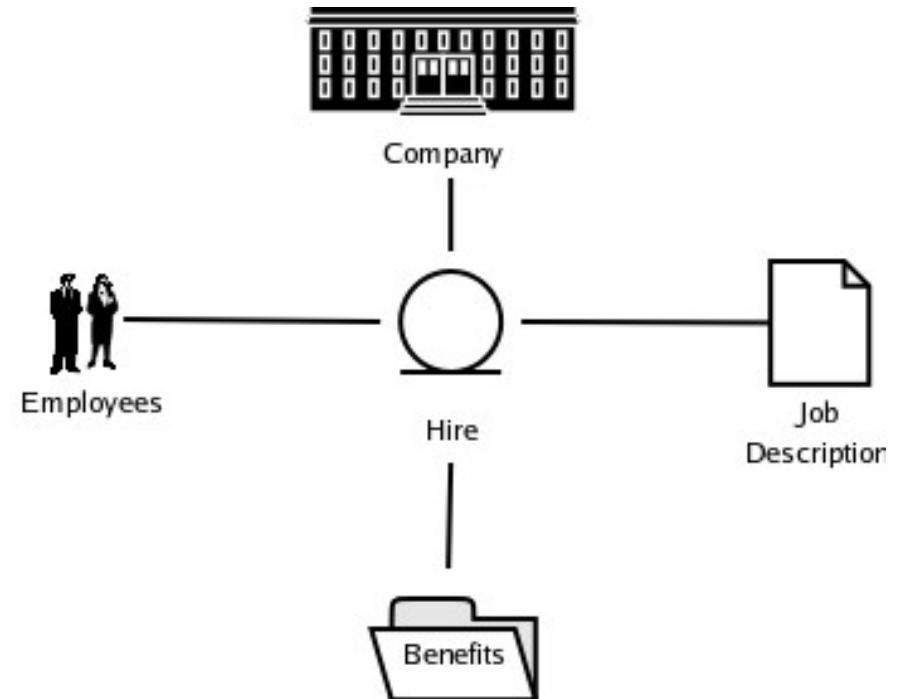 Company
Employees
Hire
Job
Description
Benefits